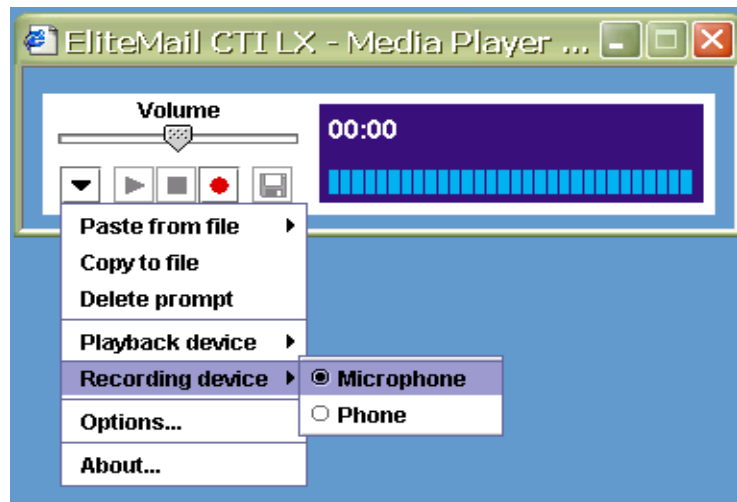 EliteMail CTI LX - Media Player ...
Volume
00:00
Paste from file
Copy to file
Delete prompt
Playback device
Recording device
Microphone
Phone
Options...
About...